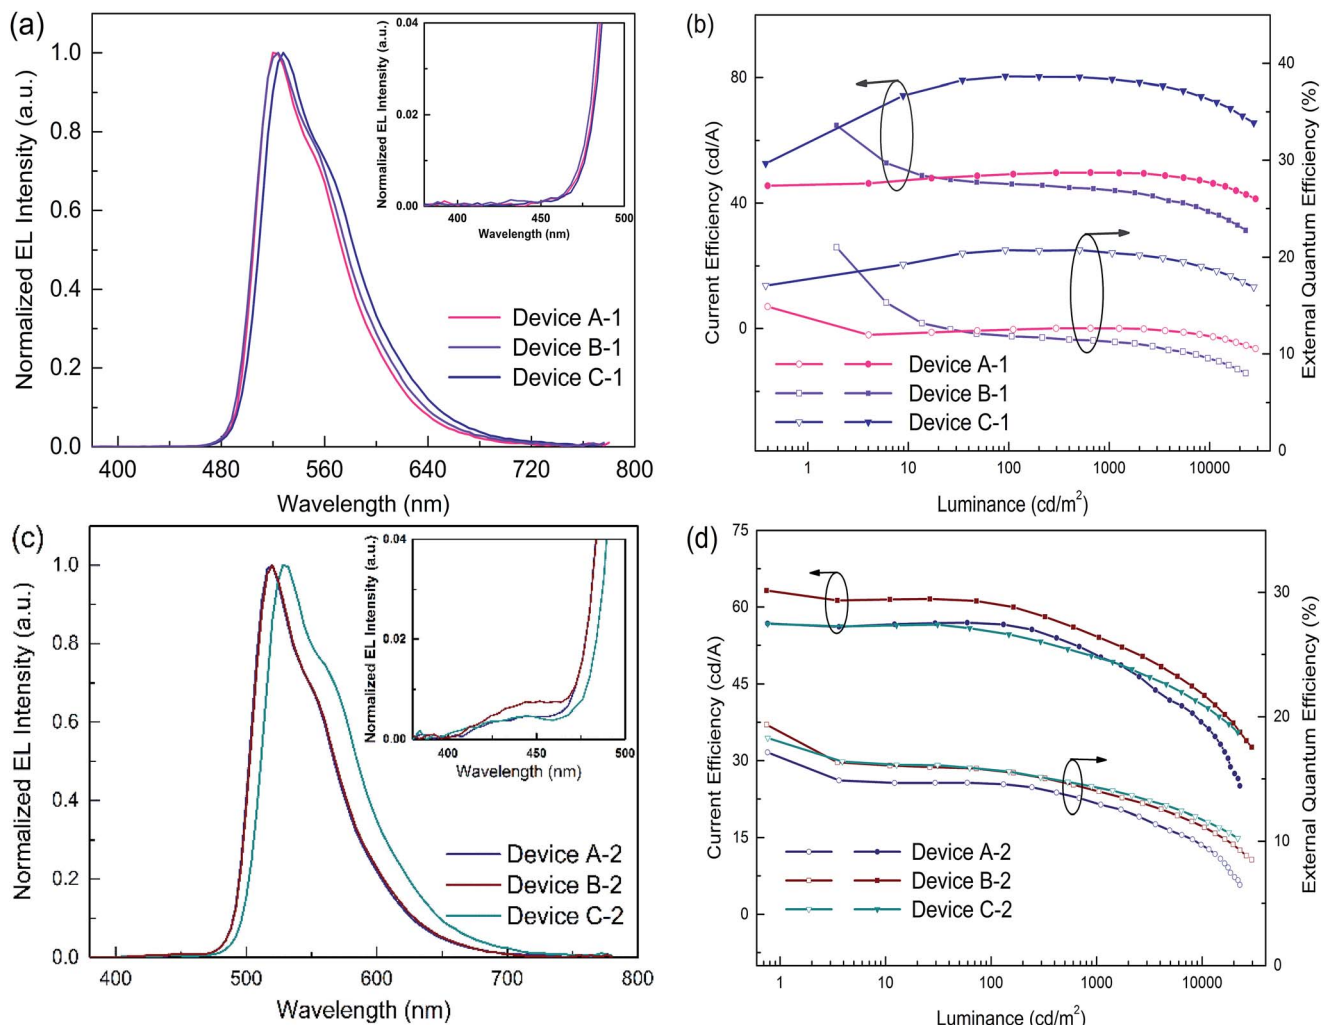 (a)
Normalized EL Intensity (a.u.)
1.0
0.8
0.6
0.4
0.2
0.0
400 480 560 640 720 800
Wavelength (nm)
Device A-1
Device B-1
Device C-1
Normalized EL Intensity (a.u.)
0.04
0.02
0.00
400 450 500
Wavelength (nm)
(b)
Current Efficiency (cd/A)
80
40
0
External Quantum Efficiency (%)
40
30
20
10
0
Device A-1
Device B-1
Device C-1
1 10 100 1000 10000
Luminance (cd/m²)
(c)
Normalized EL Intensity (a.u.)
1.0
0.8
0.6
0.4
0.2
0.0
400 500 600 700 800
Wavelength (nm)
Device A-2
Device B-2
Device C-2
Normalized EL Intensity (a.u.)
0.04
0.02
0.00
400 450 500
Wavelength (nm)
(d)
Current Efficiency (cd/A)
75
60
45
30
15
0
External Quantum Efficiency (%)
30
20
10
0
Device A-2
Device B-2
Device C-2
1 10 100 1000 10000
Luminance (cd/m²)